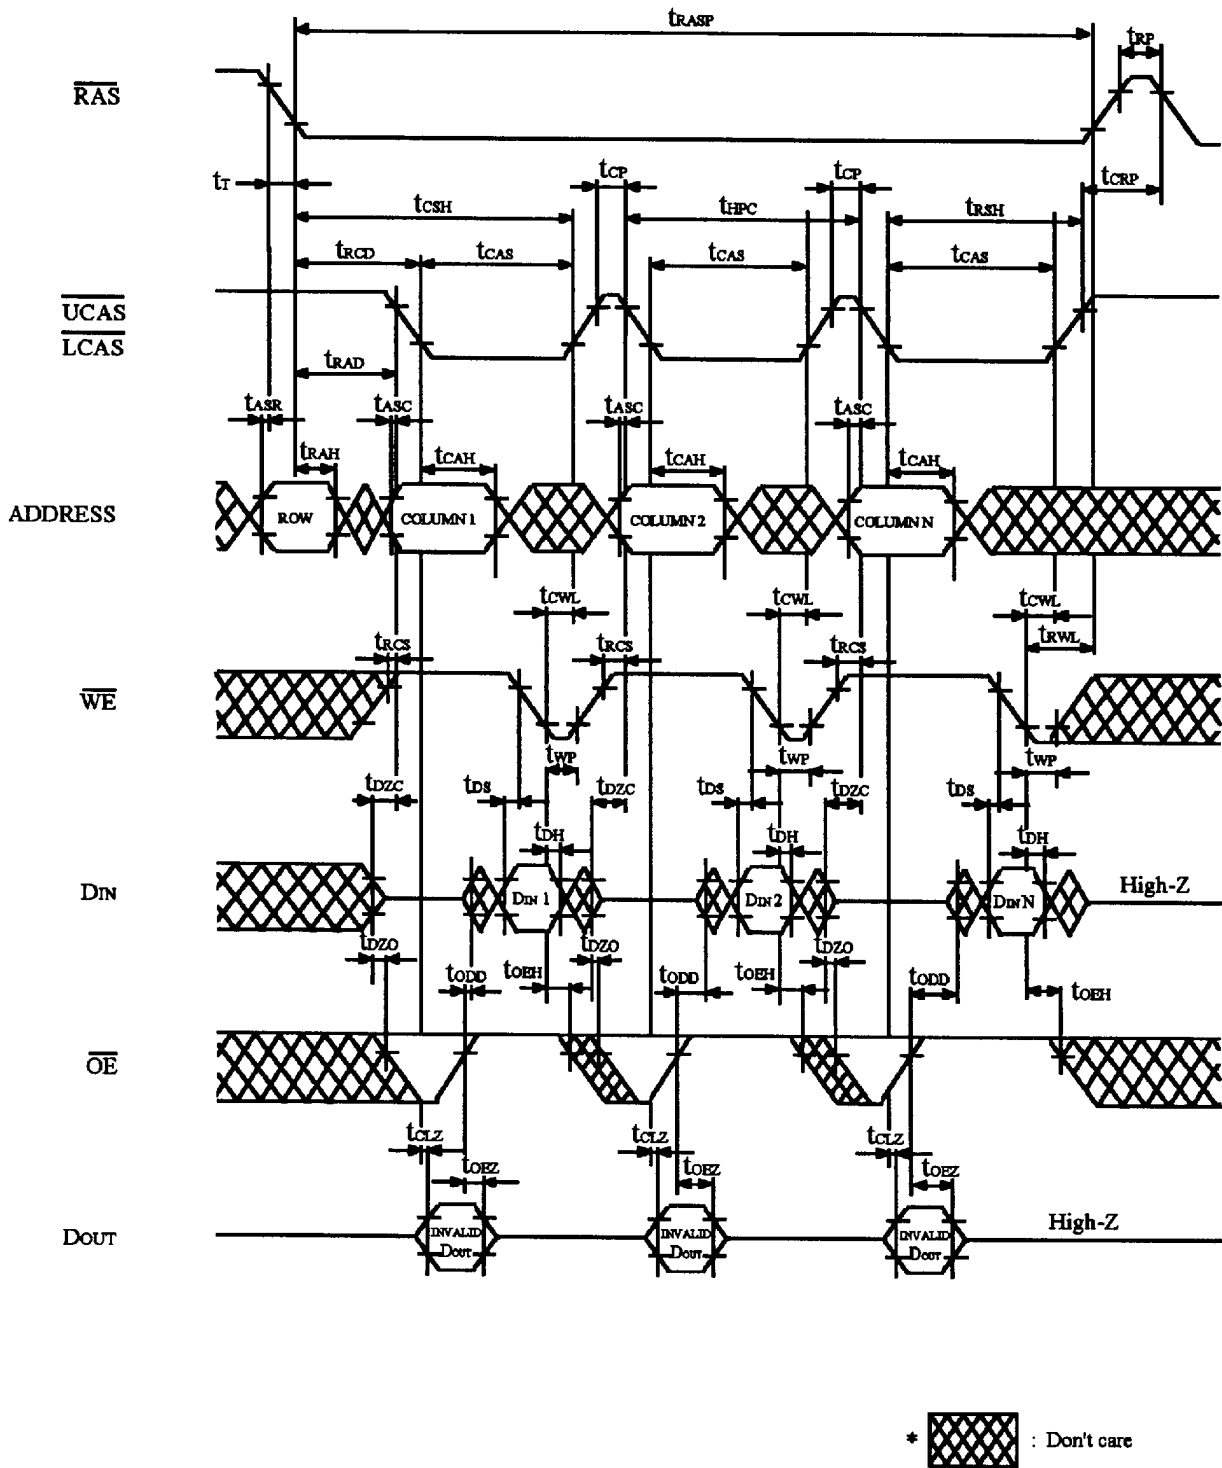 tRASP
tRP
RAS
tT
tCP
tCP
tCRP
tCSH
tHPC
tRSH
tRCD
tCAS
tCAS
tCAS
UCAS
LCAS
tRAD
tASR
tASC
tASC
tASC
tRAH
tCAH
tCAH
tCAH
ADDRESS
ROW
COLUMN 1
COLUMN 2
COLUMN N
tCWL
tCWL
tCWL
tRCS
tRCS
tRCS
tRWL
WE
tWP
tWP
tWP
tDZC
tDS
tDZC
tDS
tDZC
tDS
tDH
tDH
tDH
DIN
DIN 1
DIN 2
DIN N
High-Z
tDZO
tODD
tOEH
tDZO
tODD
tOEH
tDZO
tODD
tOEH
OE
tCLZ
tCLZ
tCLZ
tOEZ
tOEZ
tOEZ
DOUT
INVALID
DOUT
INVALID
DOUT
INVALID
DOUT
High-Z
* : Don't care